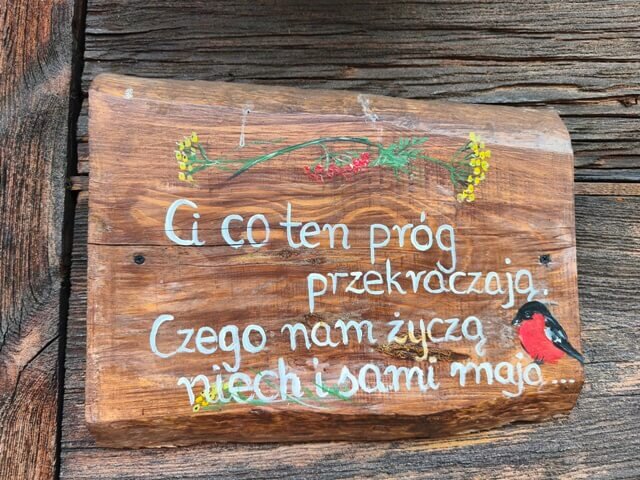 Ci co ten próg
przekraczają.
Czego nam życzą
niech i sami mają...